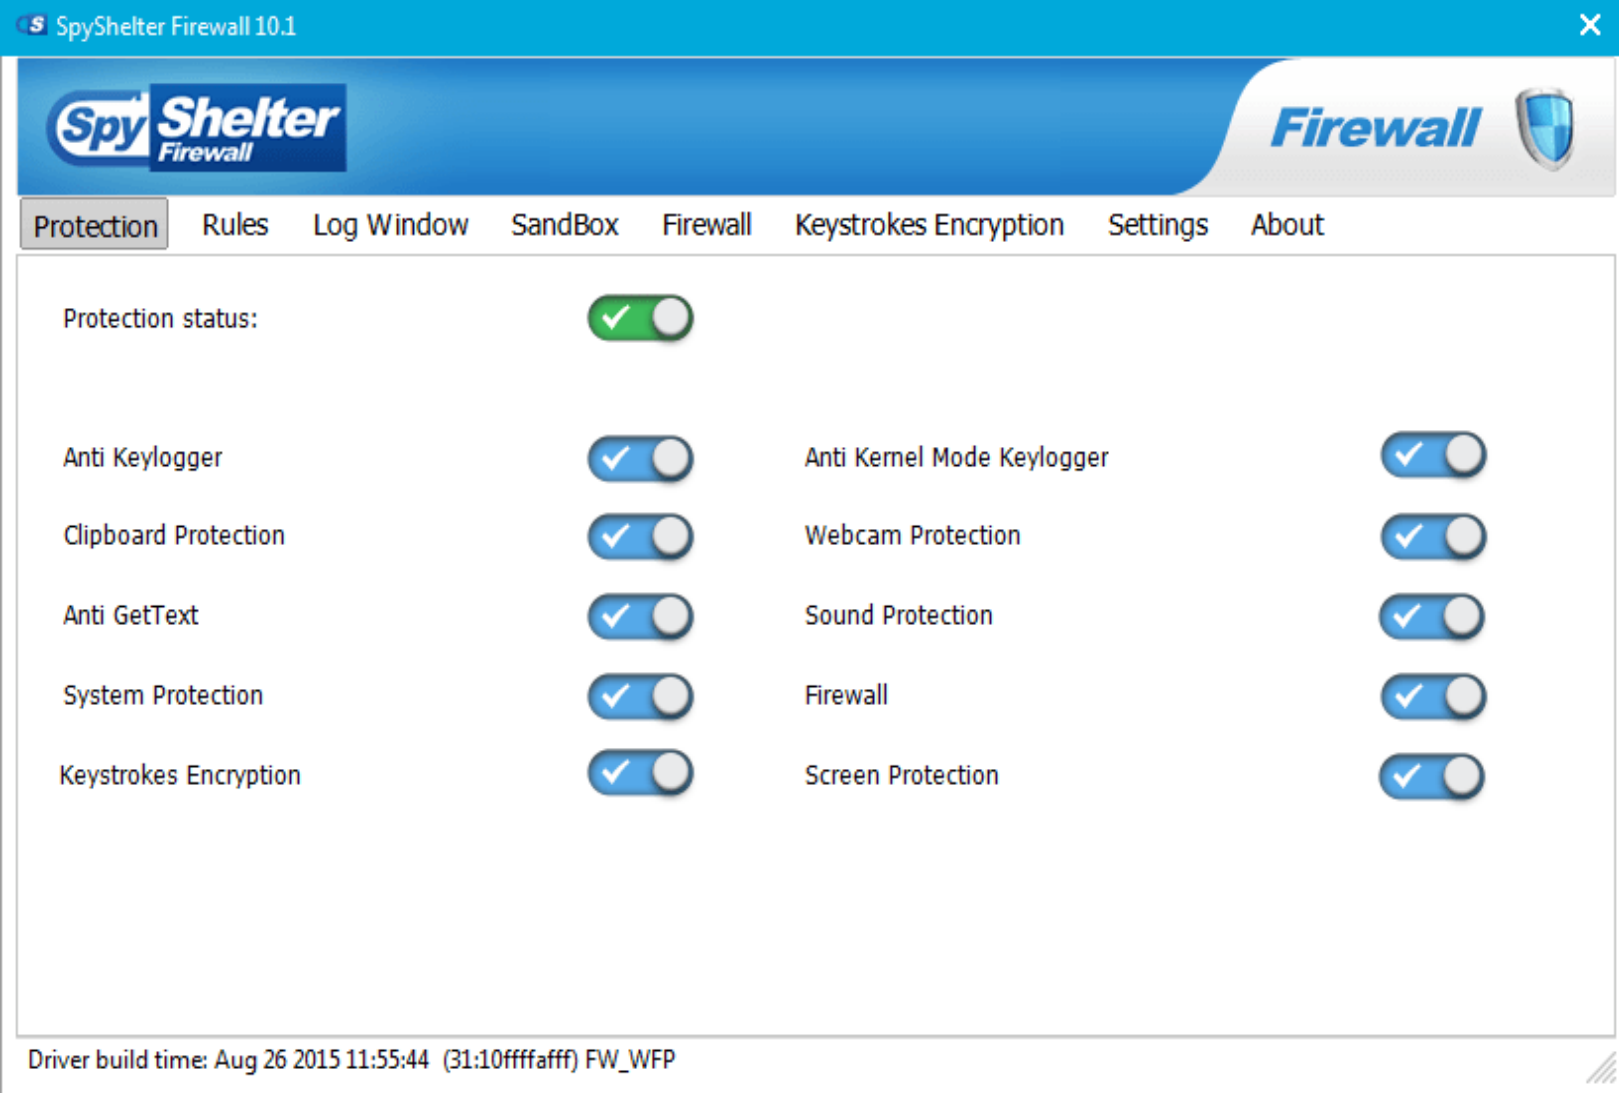 SpyShelter Firewall 10.1
Spy Shelter
Firewall
Firewall
Protection Rules Log Window SandBox Firewall Keystrokes Encryption Settings About
Protection status:
Anti Keylogger Anti Kernel Mode Keylogger
Clipboard Protection Webcam Protection
Anti GetText Sound Protection
System Protection Firewall
Keystrokes Encryption Screen Protection
Driver build time: Aug 26 2015 11:55:44 (31:10ffffafff) FW_WFP